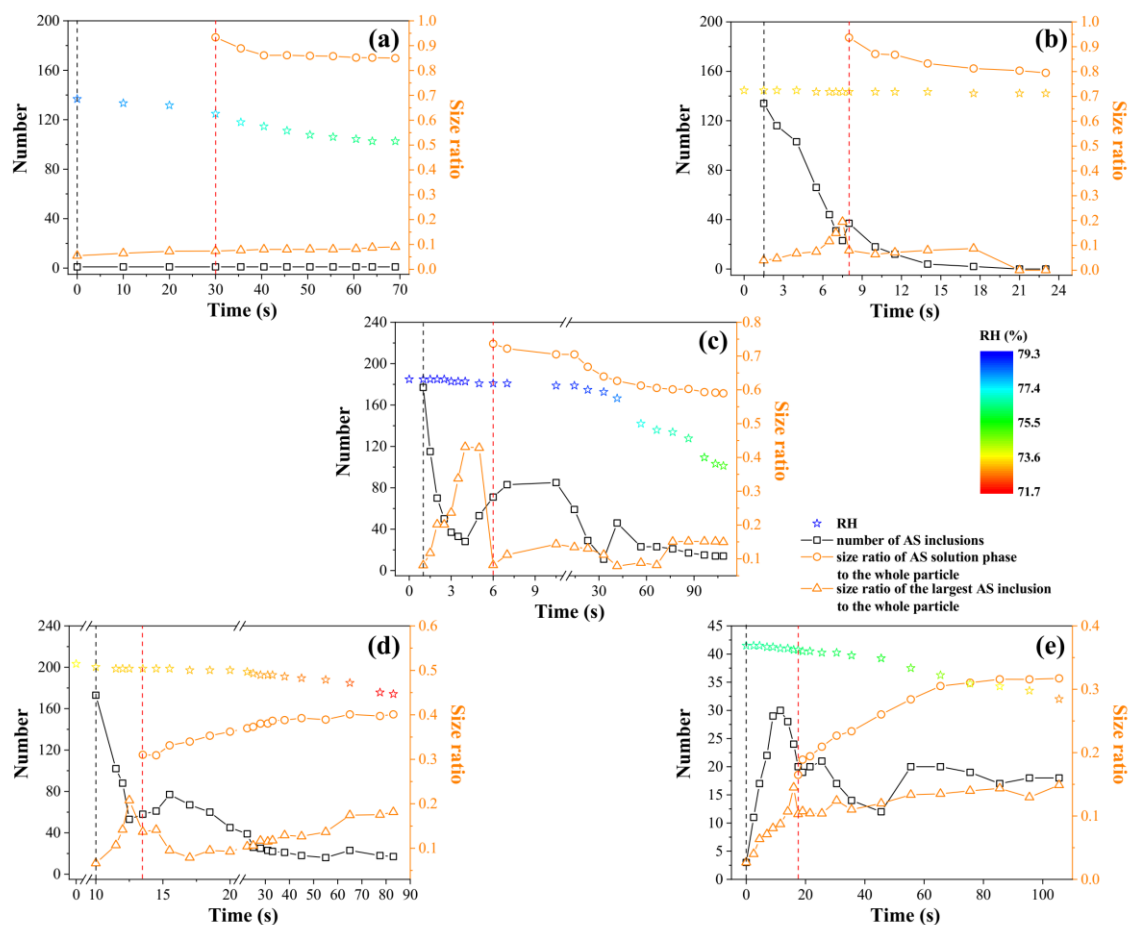 (a)
200
160
120
80
40
0
Number
1.0
0.9
0.8
0.7
0.6
0.5
0.4
0.3
0.2
0.1
0.0
Size ratio
0 10 20 30 40 50 60 70
Time (s)
(b)
200
160
120
80
40
0
Number
1.0
0.9
0.8
0.7
0.6
0.5
0.4
0.3
0.2
0.1
0.0
Size ratio
0 3 6 9 12 15 18 21 24
Time (s)
(c)
240
200
160
120
80
40
0
Number
0.8
0.7
0.6
0.5
0.4
0.3
0.2
0.1
Size ratio
0 3 6 30 60 90
Time (s)
RH (%)
79.3
77.4
75.5
73.6
71.7
RH
number of AS inclusions
size ratio of AS solution phase
to the whole particle
size ratio of the largest AS inclusion
to the whole particle
(d)
240
200
160
120
80
40
0
Number
0.6
0.5
0.4
0.3
0.2
0.1
Size ratio
0 10 15 20 30 40 50 60 70 80 90
Time (s)
(e)
45
40
35
30
25
20
15
10
5
0
Number
0.4
0.3
0.2
0.1
0.0
Size ratio
0 20 40 60 80 100
Time (s)